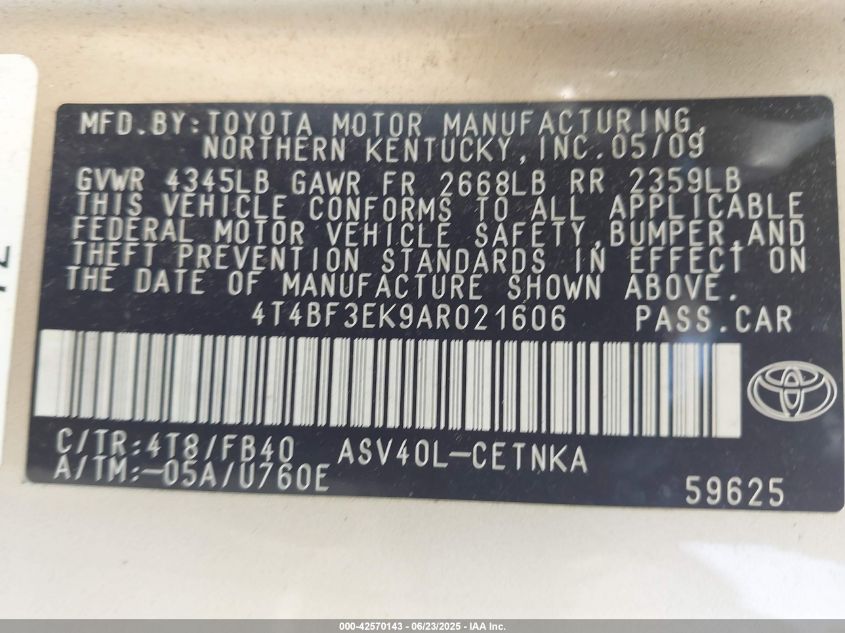 MFD.BY:TOYOTA MOTOR MANUFACTURING,
NORTHERN KENTUCKY,INC.05/09
GVWR 4345LB GAWR FR 2668LB RR 2359LB
THIS VEHICLE CONFORMS TO ALL APPLICABLE
FEDERAL MOTOR VEHICLE SAFETY,BUMPER,AND
THEFT PREVENTION STANDARDS IN EFFECT ON
THE DATE OF MANUFACTURE SHOWN ABOVE.
4T4BF3EK9AR021606 PASS.CAR
C/TR:4T8/FB40 ASV40L-CETNKA
A/TM:-05A/U760E
59625
000-42570143 - 06/23/2025 - IAA Inc.